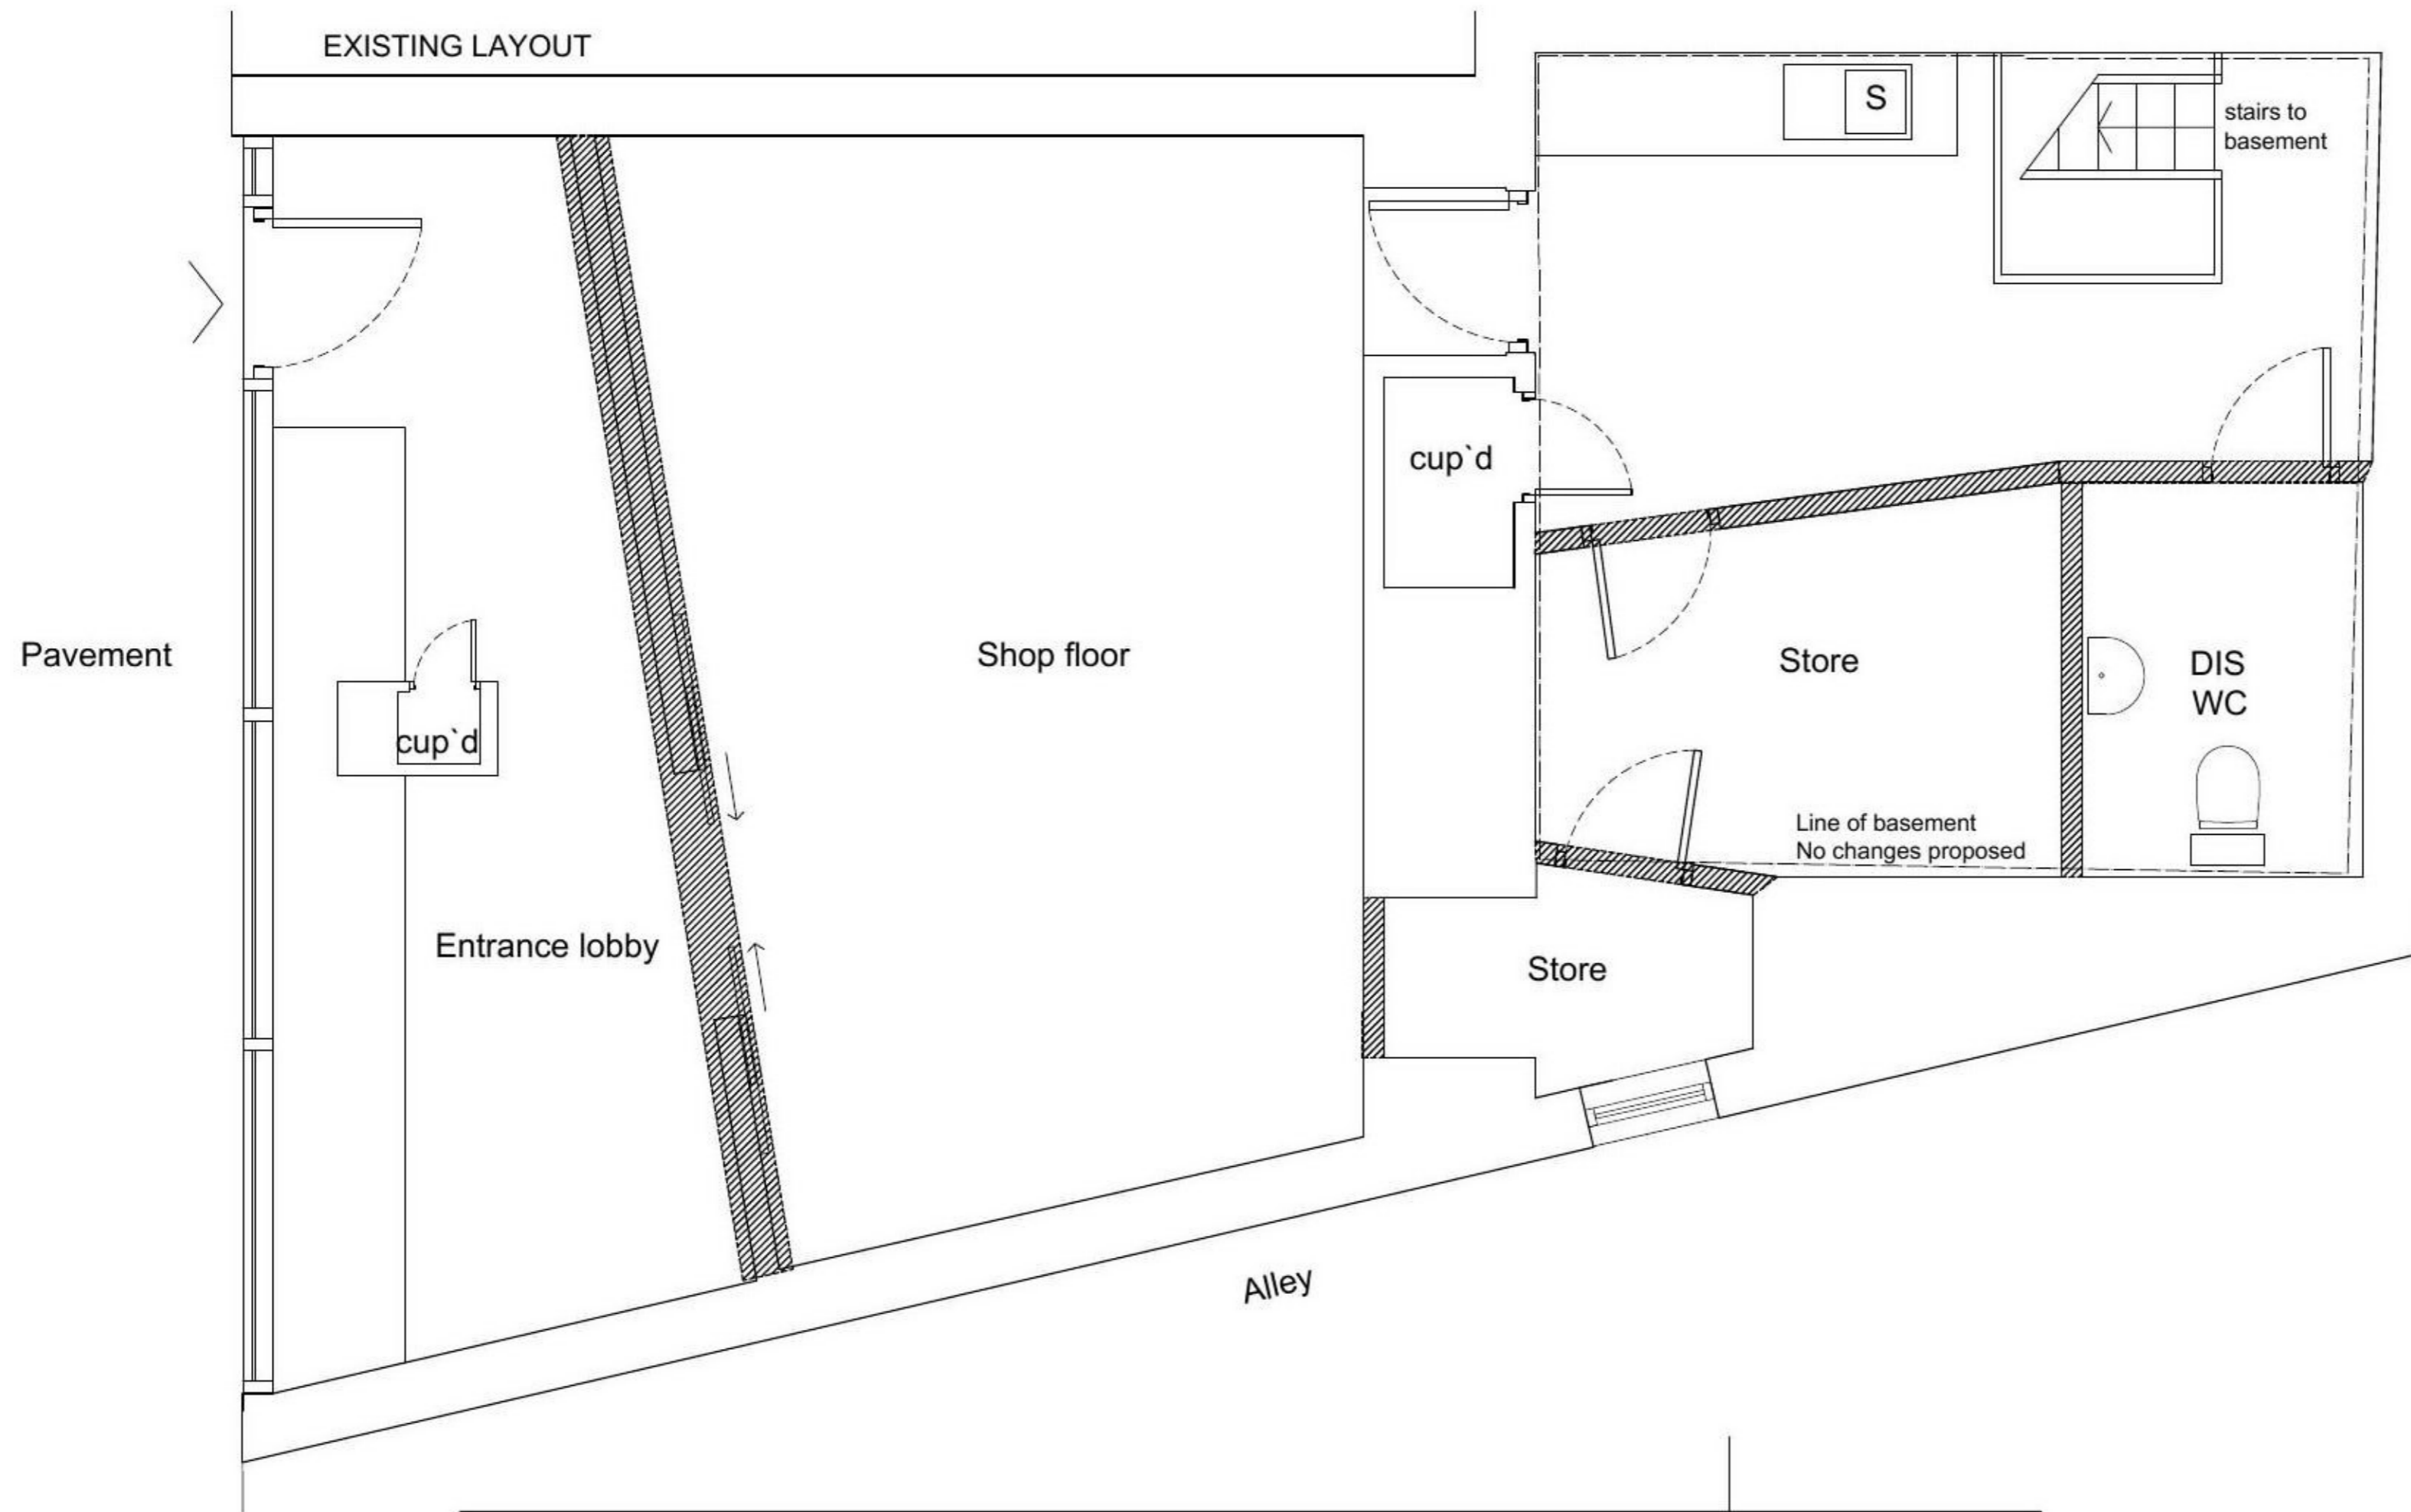 EXISTING LAYOUT
S
stairs to
basement
cup`d
Pavement
Shop floor
Store
DIS
WC
cup`d
Line of basement
No changes proposed
Entrance lobby
Store
Alley